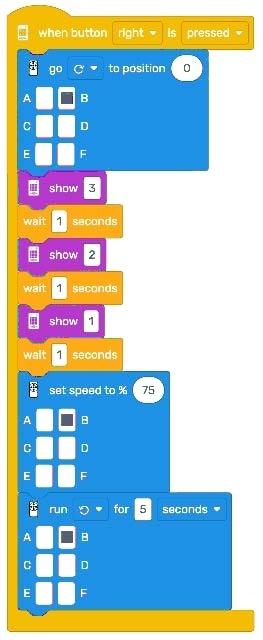 when button right is pressed
go to position 0
A B
C D
E F
show 3
wait 1 seconds
show 2
wait 1 seconds
show 1
wait 1 seconds
set speed to % 75
A B
C D
E F
run for 5 seconds
A B
C D
E F